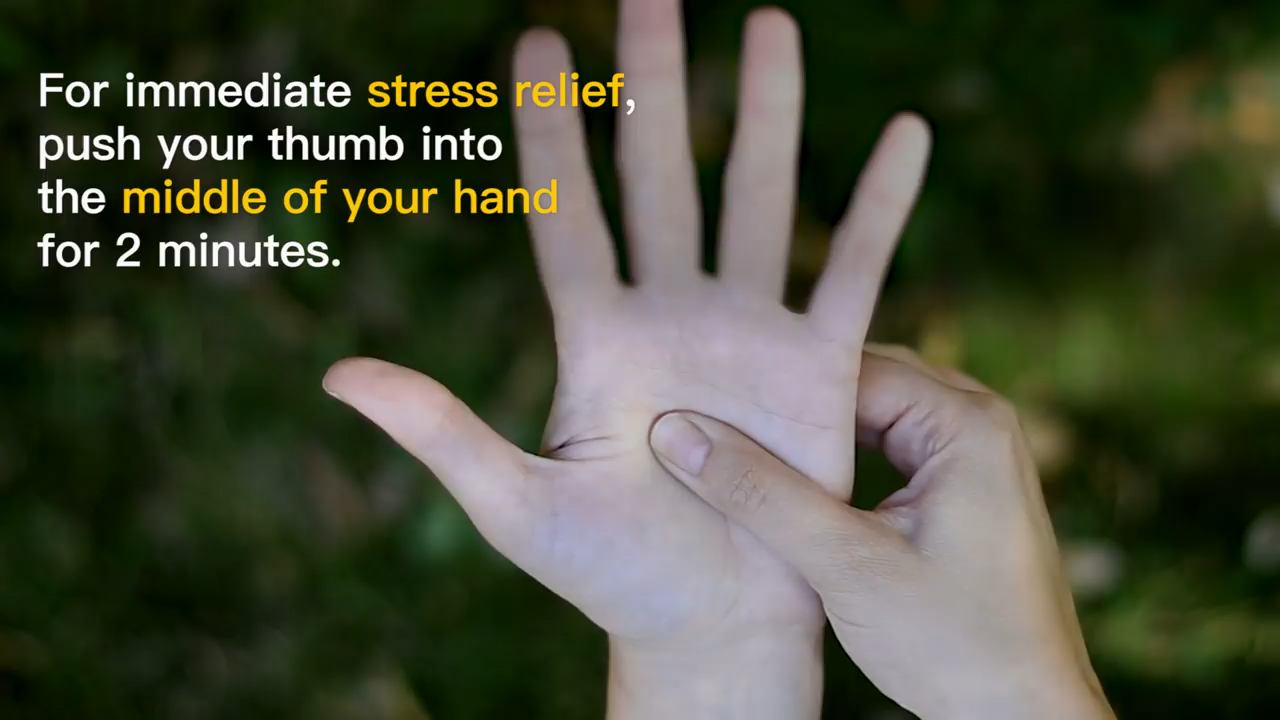 For immediate stress relief,
push your thumb into
the middle of your hand
for 2 minutes.